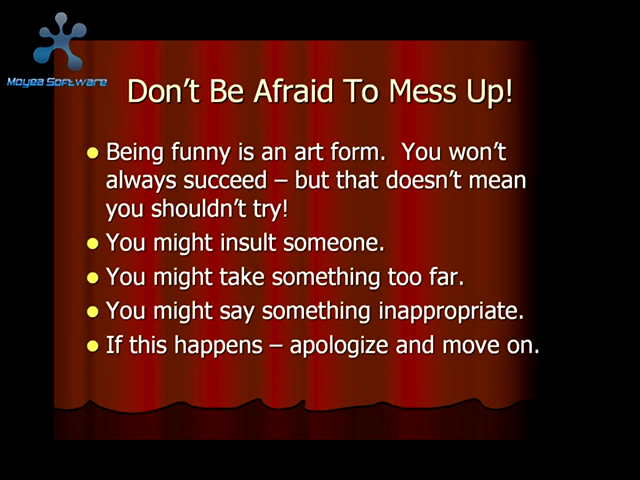 Moyea Software
Don't Be Afraid To Mess Up!
Being funny is an art form.  You won't
always succeed – but that doesn't mean
you shouldn't try!
You might insult someone.
You might take something too far.
You might say something inappropriate.
If this happens – apologize and move on.